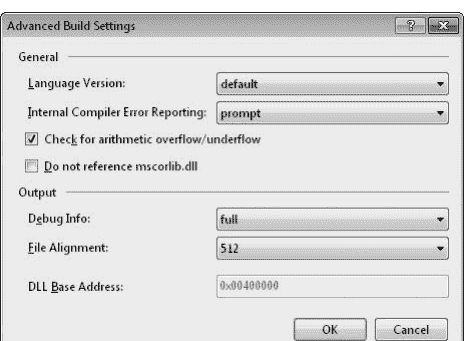 Advanced Build Settings
General
Language Version: default
Internal Compiler Error Reporting: prompt
Check for arithmetic overflow/underflow
Do not reference mscorlib.dll
Output
Debug Info: full
File Alignment: 512
DLL Base Address: 0x00400000
OK Cancel